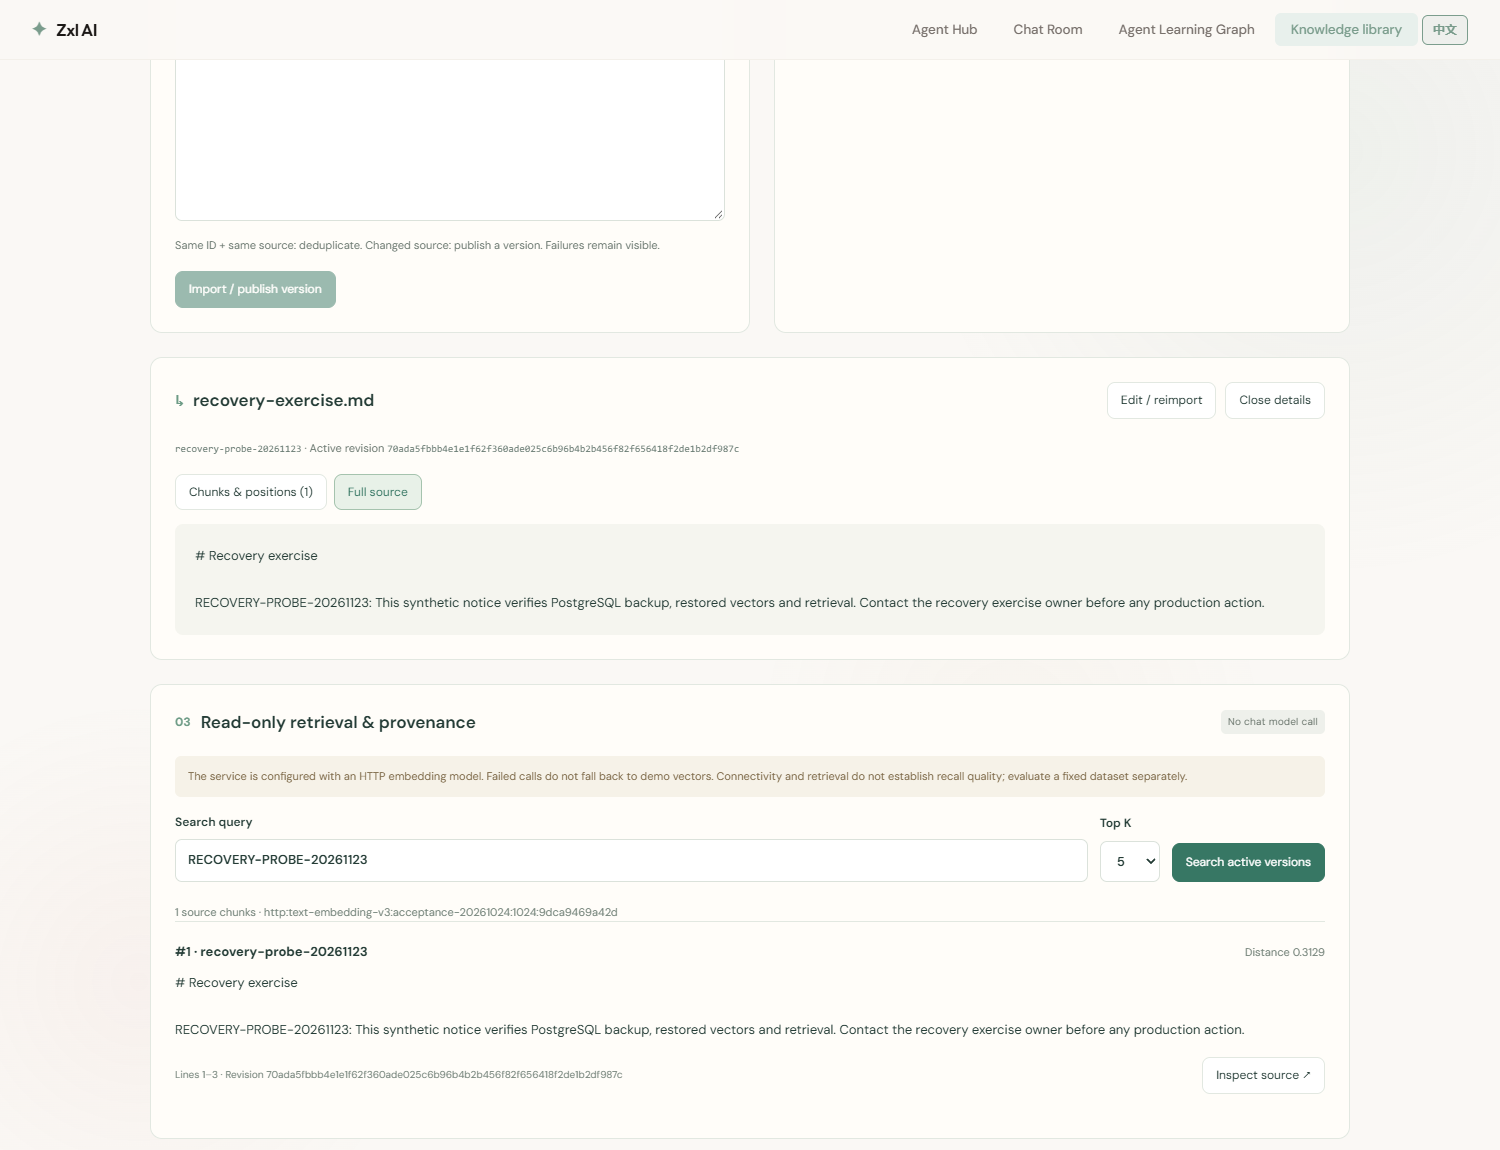 Zxl AI
Agent Hub
Chat Room
Agent Learning Graph
Knowledge library
中文
Same ID + same source: deduplicate. Changed source: publish a version. Failures remain visible.
Import / publish version
↳ recovery-exercise.md
Edit / reimport
Close details
recovery-probe-20261123 · Active revision 70ada5fbbb4e1e1f62f360ade025c6b96b4b2b456f82f656418f2de1b2df987c
Chunks & positions (1)
Full source
# Recovery exercise
RECOVERY-PROBE-20261123: This synthetic notice verifies PostgreSQL backup, restored vectors and retrieval. Contact the recovery exercise owner before any production action.
03 Read-only retrieval & provenance
No chat model call
The service is configured with an HTTP embedding model. Failed calls do not fall back to demo vectors. Connectivity and retrieval do not establish recall quality; evaluate a fixed dataset separately.
Search query
Top K
RECOVERY-PROBE-20261123
5
Search active versions
1 source chunks · http:text-embedding-v3:acceptance-20261024:1024:9dca9469a42d
#1 · recovery-probe-20261123
Distance 0.3129
# Recovery exercise
RECOVERY-PROBE-20261123: This synthetic notice verifies PostgreSQL backup, restored vectors and retrieval. Contact the recovery exercise owner before any production action.
Lines 1–3 · Revision 70ada5fbbb4e1e1f62f360ade025c6b96b4b2b456f82f656418f2de1b2df987c
Inspect source ↗